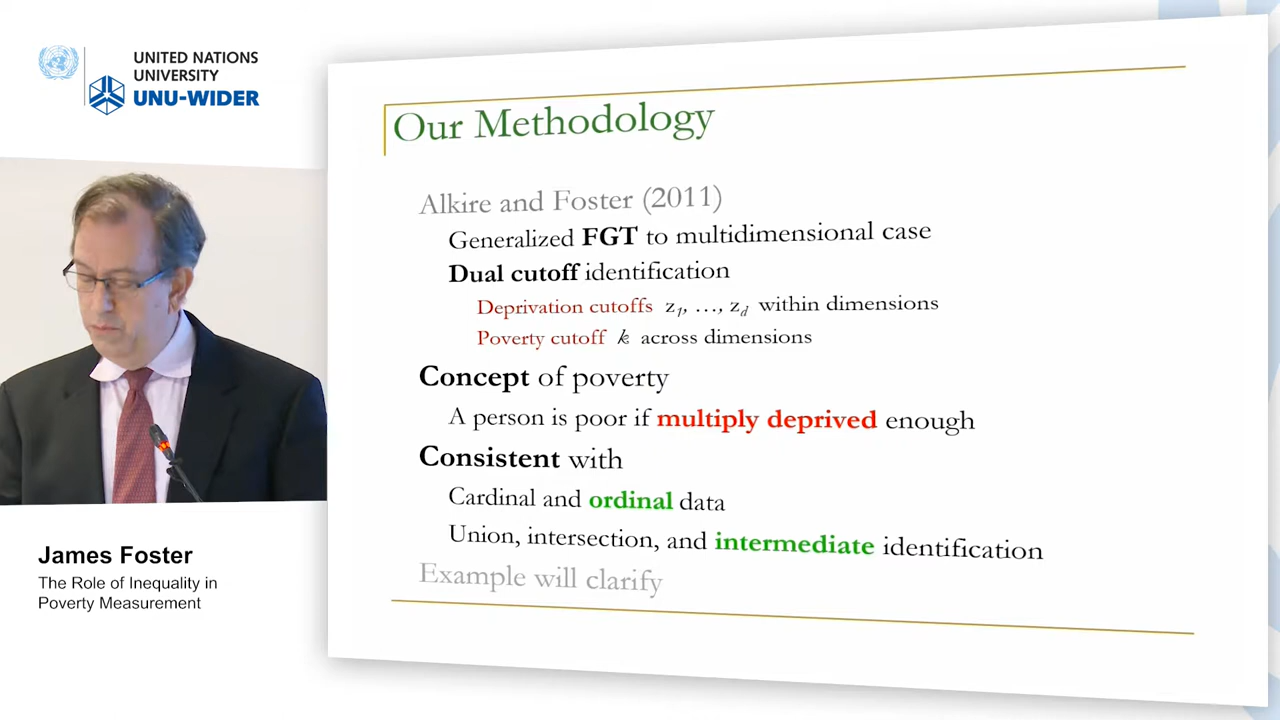 UNITED NATIONS
UNIVERSITY
UNU-WIDER
James Foster
The Role of Inequality in
Poverty Measurement
Our Methodology
Alkire and Foster (2011)
Generalized FGT to multidimensional case
Dual cutoff identification
Deprivation cutoffs z1, …, zd within dimensions
Poverty cutoff k across dimensions
Concept of poverty
A person is poor if multiply deprived enough
Consistent with
Cardinal and ordinal data
Union, intersection, and intermediate identification
Example will clarify